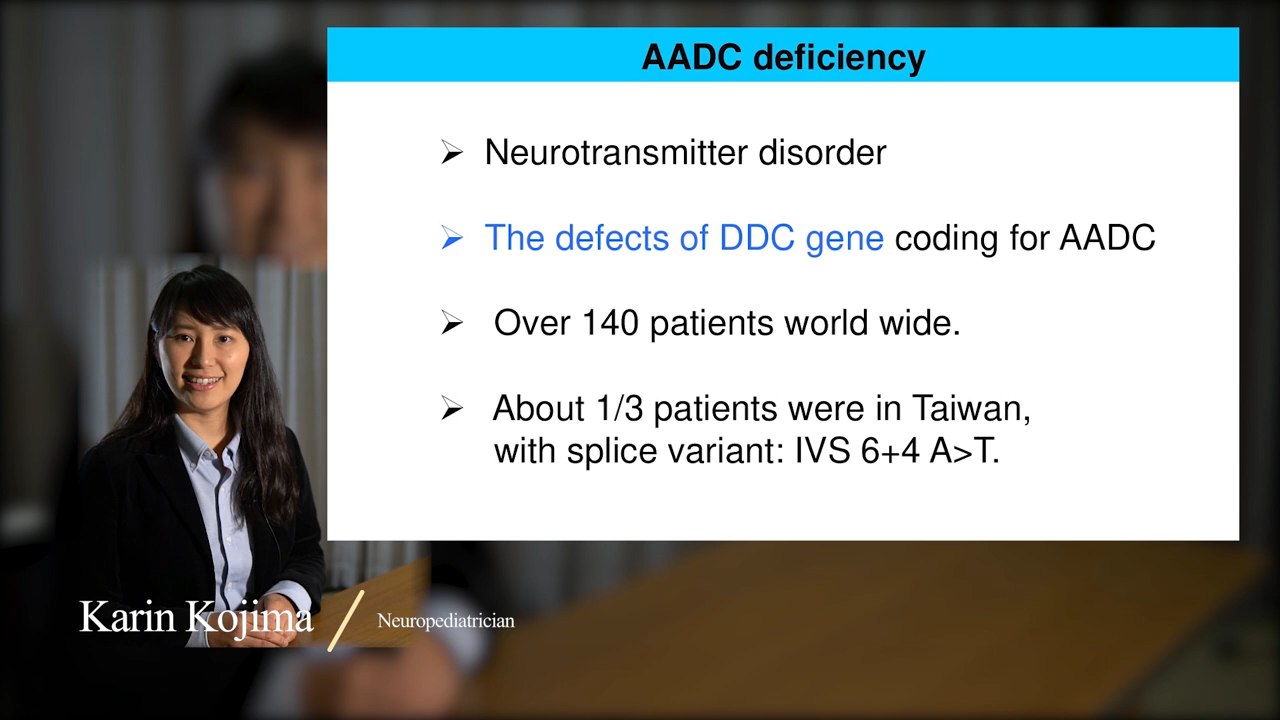 AADC deficiency
➢ Neurotransmitter disorder
➢ The defects of DDC gene coding for AADC
➢ Over 140 patients world wide.
➢ About 1/3 patients were in Taiwan,
with splice variant: IVS 6+4 A>T.
Karin Kojima / Neuropediatrician